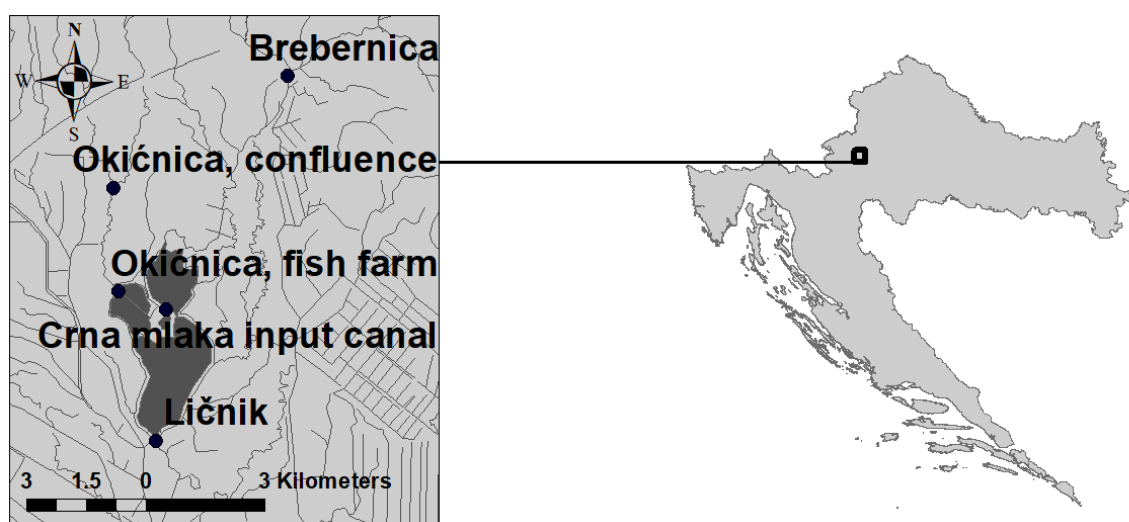 N
W E
S
Brebernica
Okićnica, confluence
Okićnica, fish farm
Crna mlaka input canal
Ličnik
3 1.5 0 3 Kilometers